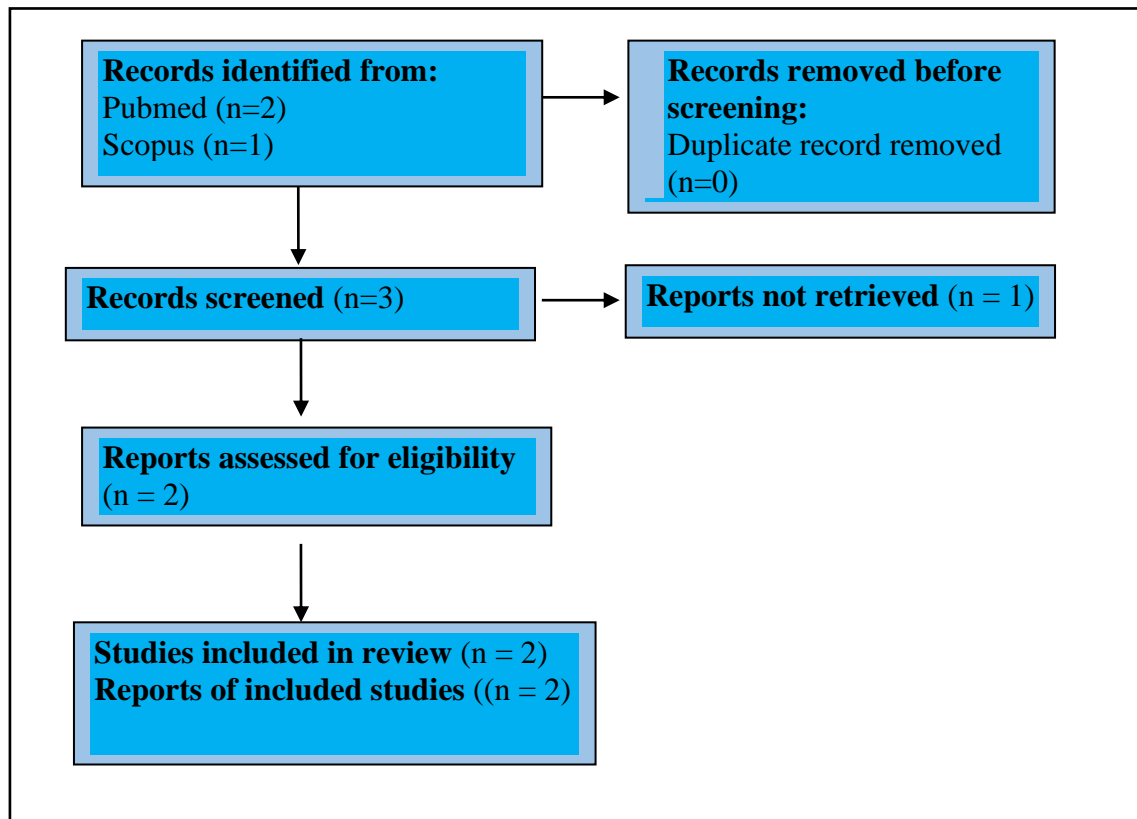 Records identified from:
Pubmed (n=2)
Scopus (n=1)
Records removed before
screening:
Duplicate record removed
(n=0)
Records screened (n=3)
Reports not retrieved (n = 1)
Reports assessed for eligibility
(n = 2)
Studies included in review (n = 2)
Reports of included studies ((n = 2)